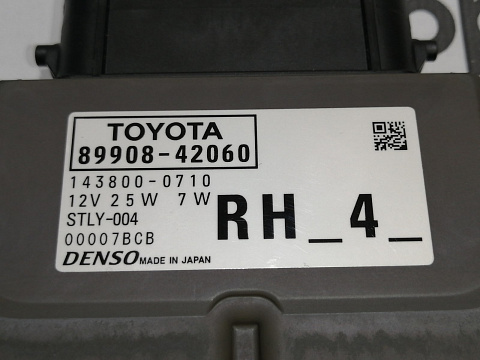 TOYOTA
89908-42060
143800-0710
12V 25W 7W
STLY-004
00007BCB
RH_4_
DENSO MADE IN JAPAN